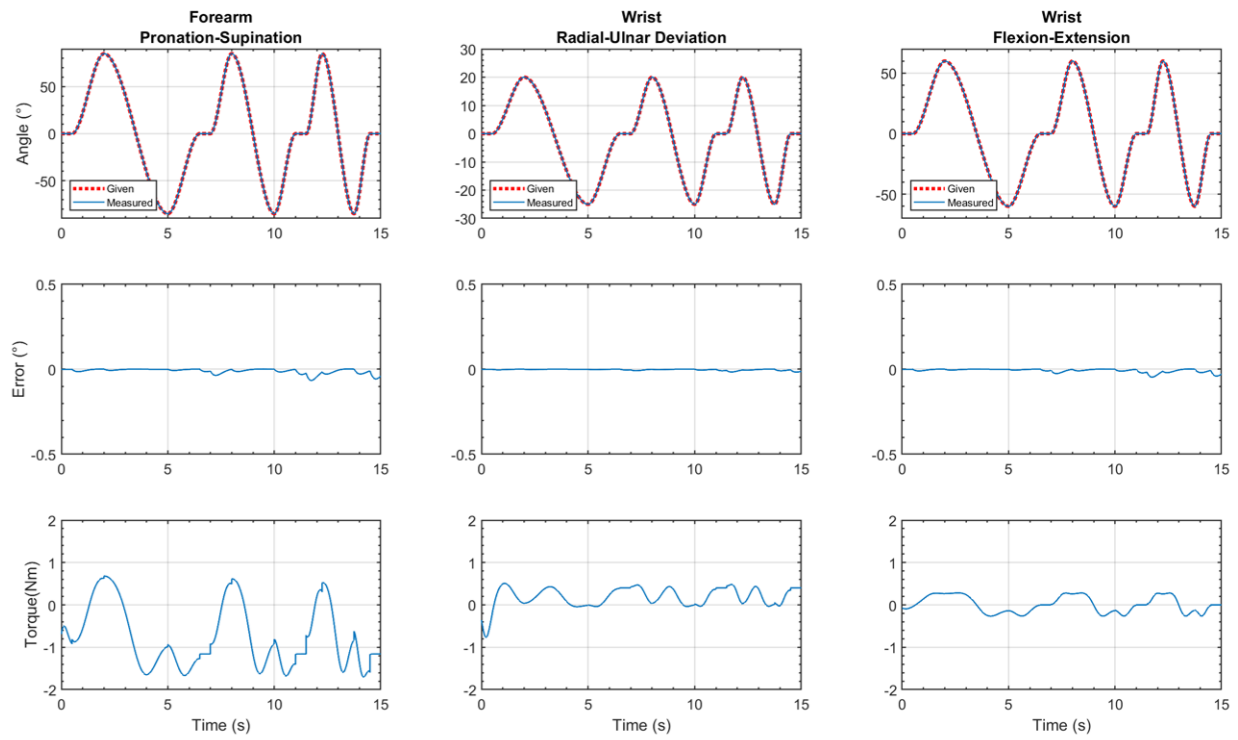 Forearm
Pronation-Supination
Wrist
Radial-Ulnar Deviation
Wrist
Flexion-Extension
Angle (°)
50
0
-50
Given
Measured
0 5 10 15
30
20
10
0
-10
-20
-30
Given
Measured
0 5 10 15
50
0
-50
Given
Measured
0 5 10 15
Error (°)
0.5
0
-0.5
0 5 10 15
0.5
0
-0.5
0 5 10 15
0.5
0
-0.5
0 5 10 15
Torque(Nm)
2
1
0
-1
-2
0 5 10 15
Time (s)
2
1
0
-1
-2
0 5 10 15
Time (s)
2
1
0
-1
-2
0 5 10 15
Time (s)